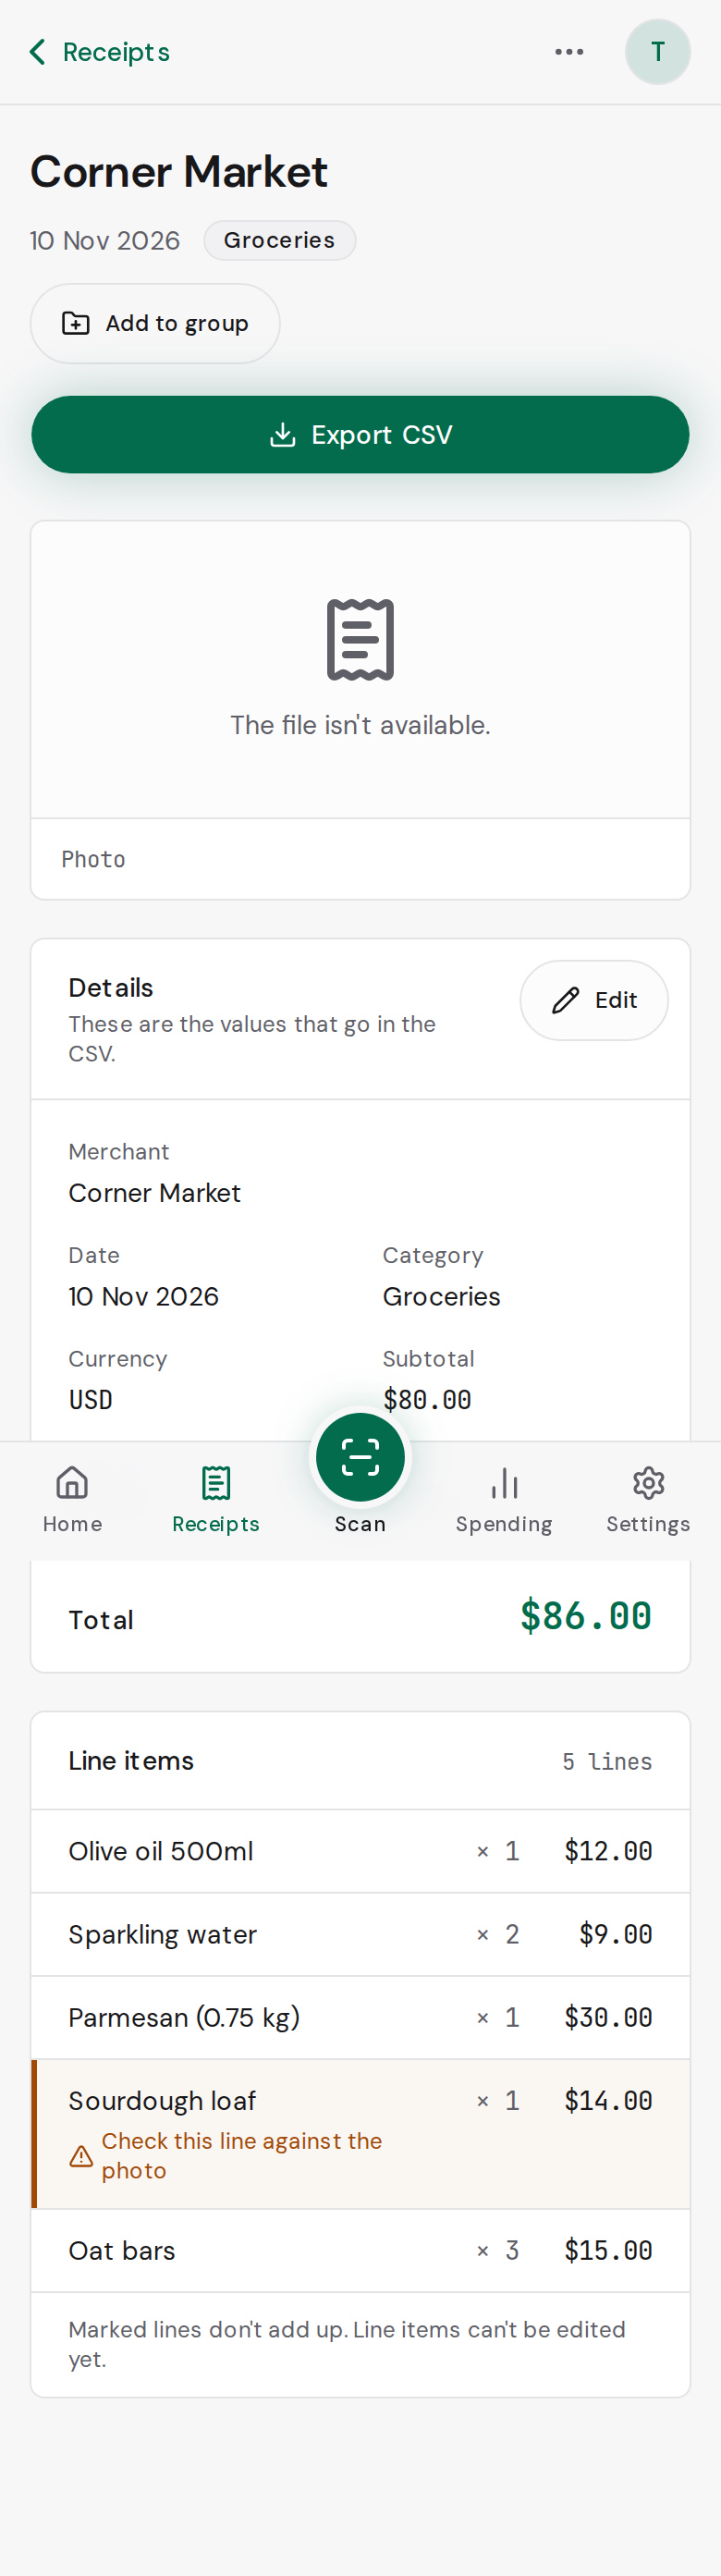 Receipts
T
Corner Market
10 Nov 2026 Groceries
Add to group
Export CSV
The file isn't available.
Photo
Details
Edit
These are the values that go in the
CSV.
Merchant
Corner Market
Date Category
10 Nov 2026 Groceries
Currency Subtotal
USD $80.00
Home Receipts Scan Spending Settings
Total $86.00
Line items 5 lines
Olive oil 500ml × 1 $12.00
Sparkling water × 2 $9.00
Parmesan (0.75 kg) × 1 $30.00
Sourdough loaf × 1 $14.00
Check this line against the
photo
Oat bars × 3 $15.00
Marked lines don't add up. Line items can't be edited
yet.